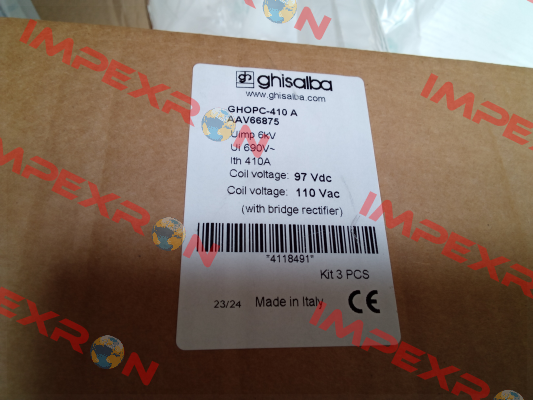 IMPEXRON
gh ghisalba
www.ghisalba.com
GHOPC-410 A
AAV66875
Uimp 6kV
Ui 690V~
Ith 410A
Coil voltage: 97 Vdc
Coil voltage: 110 Vac
(with bridge rectifier)
"4118491"
Kit 3 PCS
23/24 Made in Italy CE
IMPEXRON
IMPEXRON
IMPEXRON